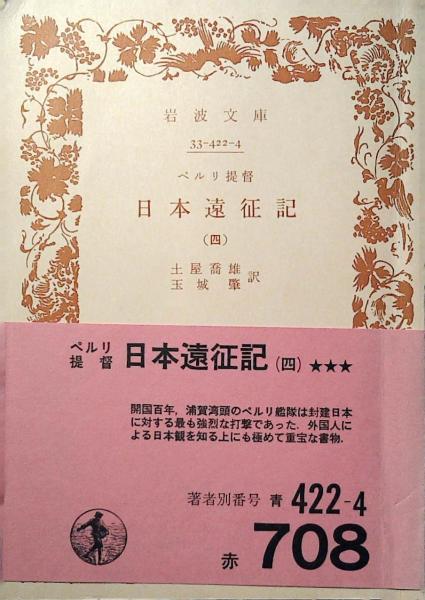 岩波文庫
33-422-4
ペルリ提督
日本遠征記
(四)
土屋喬雄
玉城肇 訳
ペルリ
提督 日本遠征記 (四) ★★★
開国百年，浦賀湾頭のペルリ艦隊は封建日本
に対する最も強烈な打撃であった．外国人に
よる日本観を知る上にも極めて重宝な書物．
著者別番号 青 422-4
赤 708